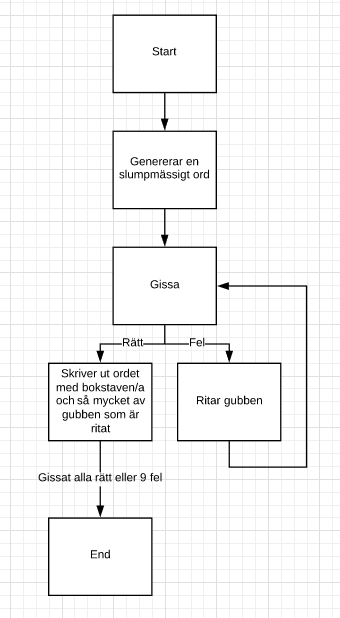 Start
Genererar en
slumpmässigt ord
Gissa
Rätt
Fel
Skriver ut ordet
med bokstaven/a
och så mycket av
gubben som är
ritat
Ritar gubben
Gissat alla rätt eller 9 fel
End